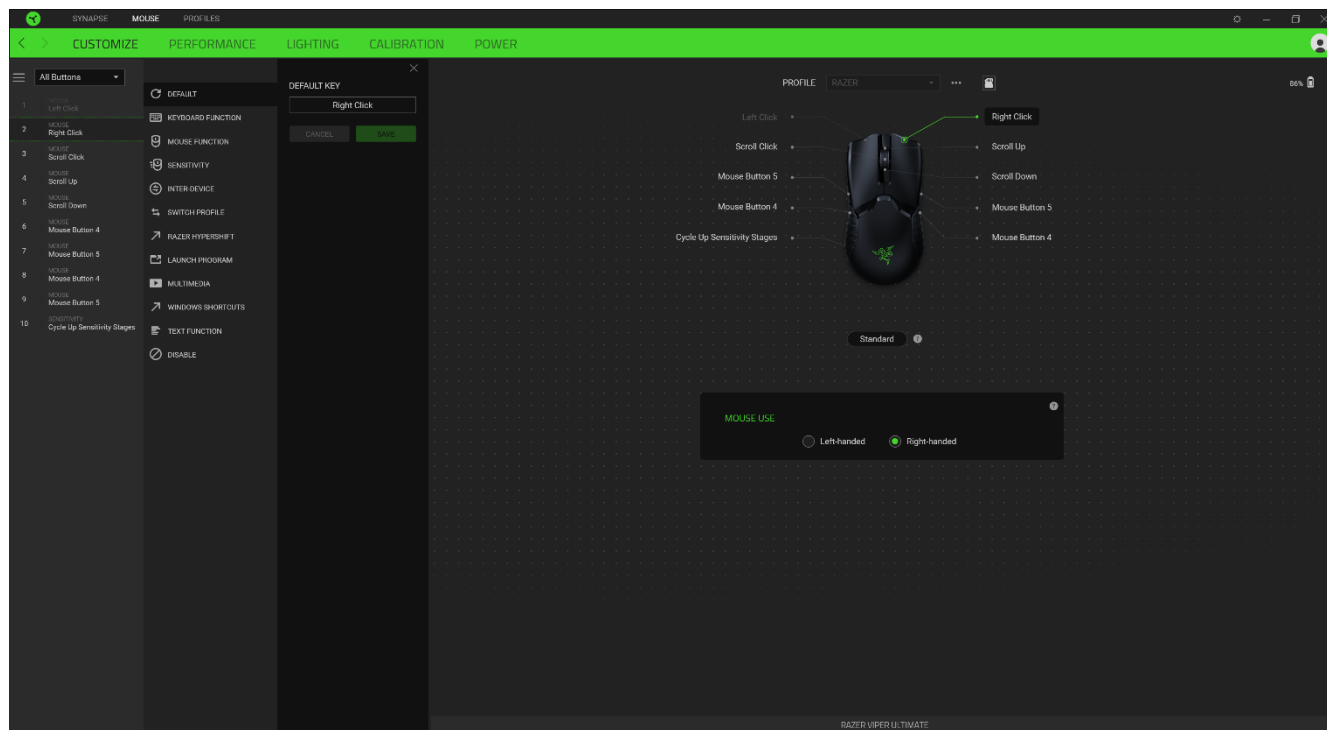 SYNAPSE MOUSE PROFILES
CUSTOMIZE PERFORMANCE LIGHTING CALIBRATION POWER
All Buttons
1 MOUSE
Left Click
2 MOUSE
Right Click
3 MOUSE
Scroll Click
4 MOUSE
Scroll Up
5 MOUSE
Scroll Down
6 MOUSE
Mouse Button 4
7 MOUSE
Mouse Button 5
8 MOUSE
Mouse Button 4
9 MOUSE
Mouse Button 5
10 SENSITIVITY
Cycle Up Sensitivity Stages
DEFAULT
KEYBOARD FUNCTION
MOUSE FUNCTION
SENSITIVITY
INTER-DEVICE
SWITCH PROFILE
RAZER HYPERSHIFT
LAUNCH PROGRAM
MULTIMEDIA
WINDOWS SHORTCUTS
TEXT FUNCTION
DISABLE
DEFAULT KEY
Right Click
CANCEL SAVE
PROFILE RAZER
86%
Left Click
Scroll Click
Mouse Button 5
Mouse Button 4
Cycle Up Sensitivity Stages
Right Click
Scroll Up
Scroll Down
Mouse Button 5
Mouse Button 4
Standard ?
MOUSE USE ?
Left-handed Right-handed
RAZER VIPER ULTIMATE